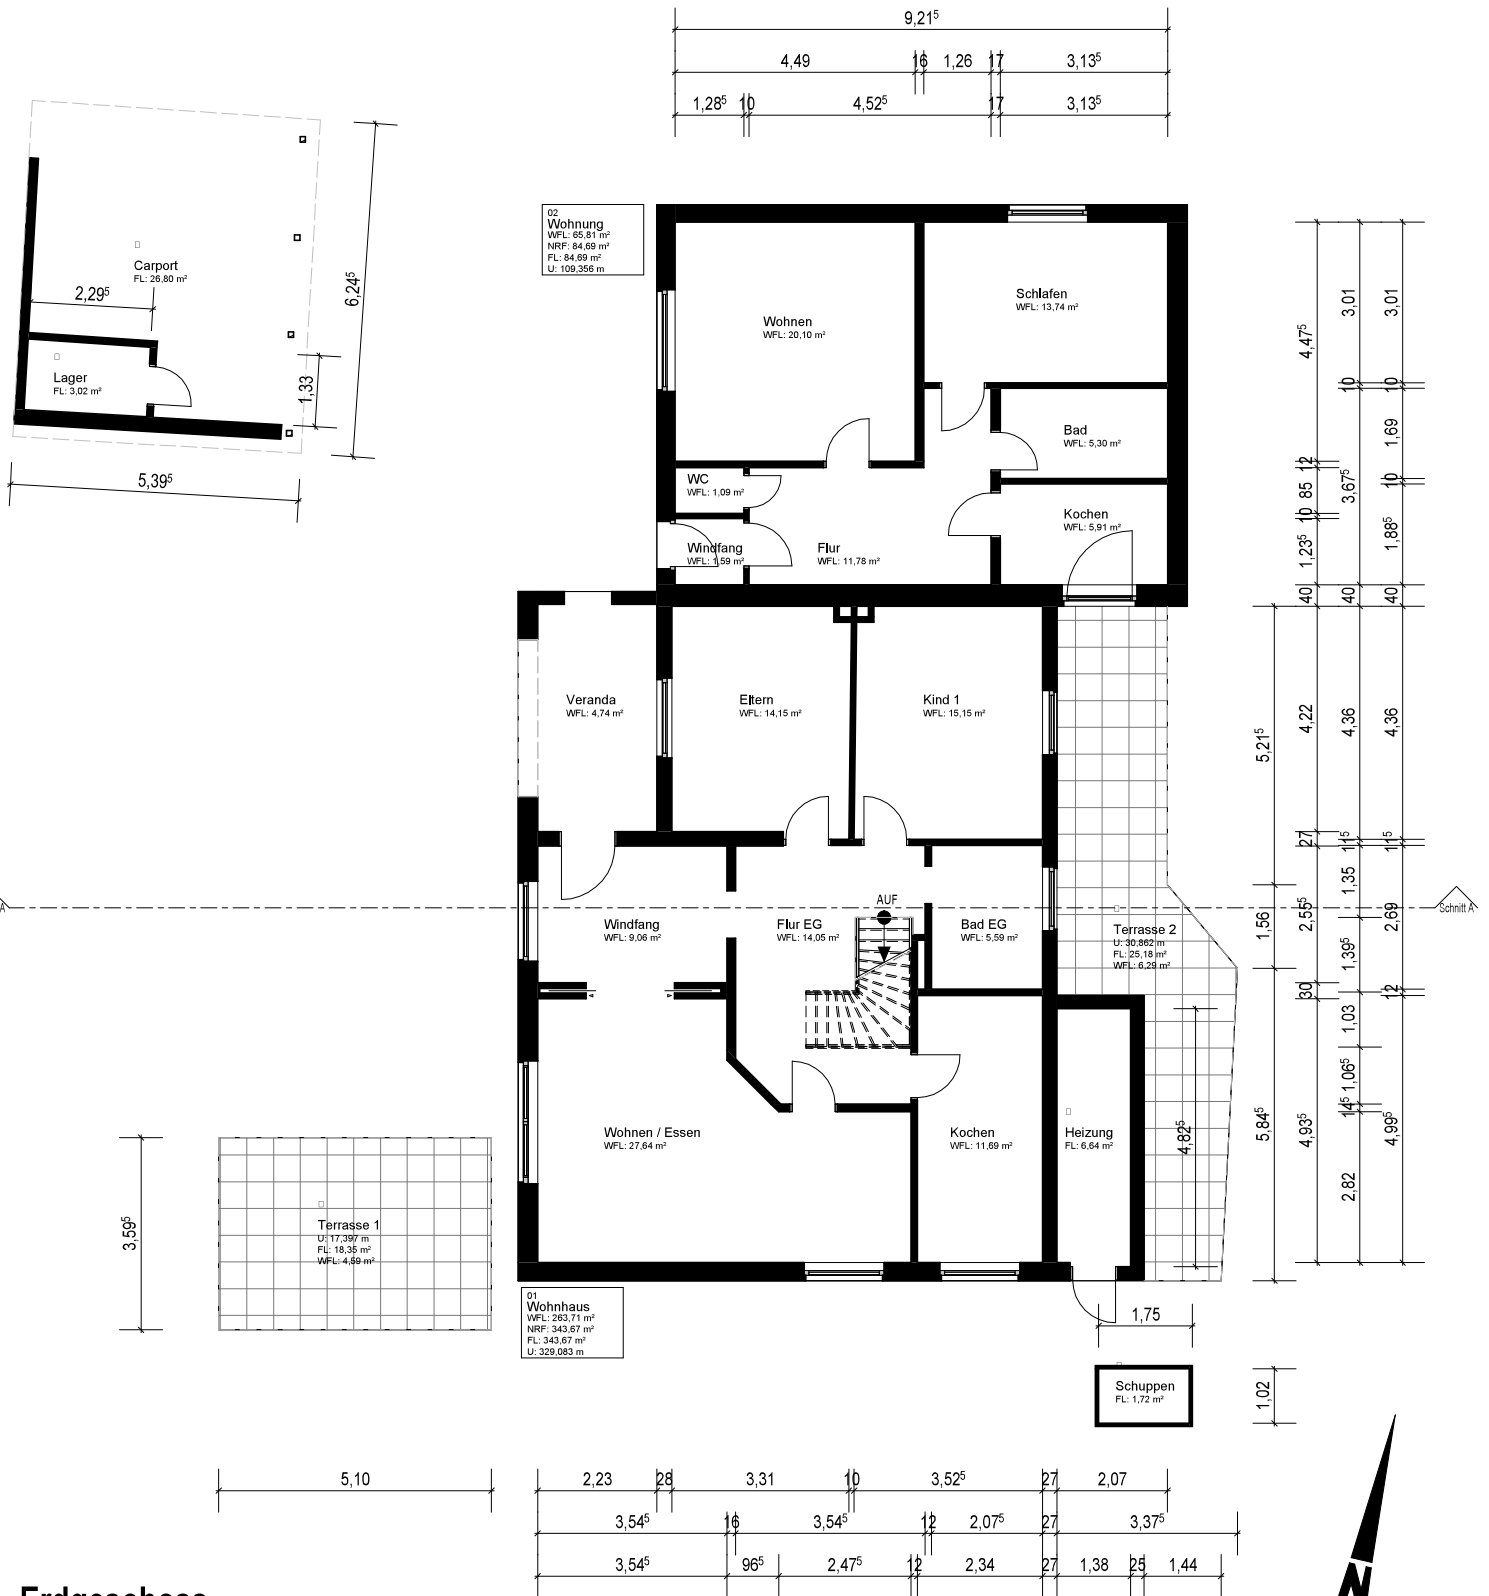 9,21⁵
4,49 16 1,26 17 3,13⁵
1,28⁵ 10 4,52⁵ 17 3,13⁵
Carport
FL: 26,80 m²
2,29⁵
6,24⁵
Lager
FL: 3,02 m²
1,33
5,39⁵
02
Wohnung
WFL: 65,81 m²
NRF: 84,69 m²
FL: 84,69 m²
U: 109,356 m
Wohnen
WFL: 20,10 m²
Schlafen
WFL: 13,74 m²
Bad
WFL: 5,30 m²
WC
WFL: 1,09 m²
Kochen
WFL: 5,91 m²
Windfang
WFL: 1,59 m²
Flur
WFL: 11,78 m²
Veranda
WFL: 4,74 m²
Eltern
WFL: 14,15 m²
Kind 1
WFL: 15,15 m²
AUF
Windfang
WFL: 9,06 m²
Flur EG
WFL: 14,05 m²
Bad EG
WFL: 5,59 m²
Terrasse 2
U: 30,862 m
FL: 25,18 m²
WFL: 6,29 m²
A
Schnitt A
Wohnen / Essen
WFL: 27,64 m²
Kochen
WFL: 11,69 m²
Heizung
FL: 6,64 m²
4,82⁵
Terrasse 1
U: 17,397 m
FL: 18,35 m²
WFL: 4,59 m²
3,59⁵
01
Wohnhaus
WFL: 263,71 m²
NRF: 343,67 m²
FL: 343,67 m²
U: 329,083 m
1,75
Schuppen
FL: 1,72 m²
1,02
5,21⁵
1,56
5,84⁵
4,47⁵
12
85
10
1,23⁵
40
4,22
27
2,55⁵
30
4,93⁵
3,01
10
3,67⁵
40
4,36
11⁵
1,35
1,39⁵
1,03
1,06⁵
14⁵
2,82
3,01
10
1,69
10
1,88⁵
40
4,36
11⁵
2,69
12
4,99⁵
5,10
2,23 28 3,31 10 3,52⁵ 27 2,07
3,54⁵ 16 3,54⁵ 12 2,07⁵ 27 3,37⁵
3,54⁵ 96⁵ 2,47⁵ 12 2,34 27 1,38 25 1,44
N
Erdgeschoss